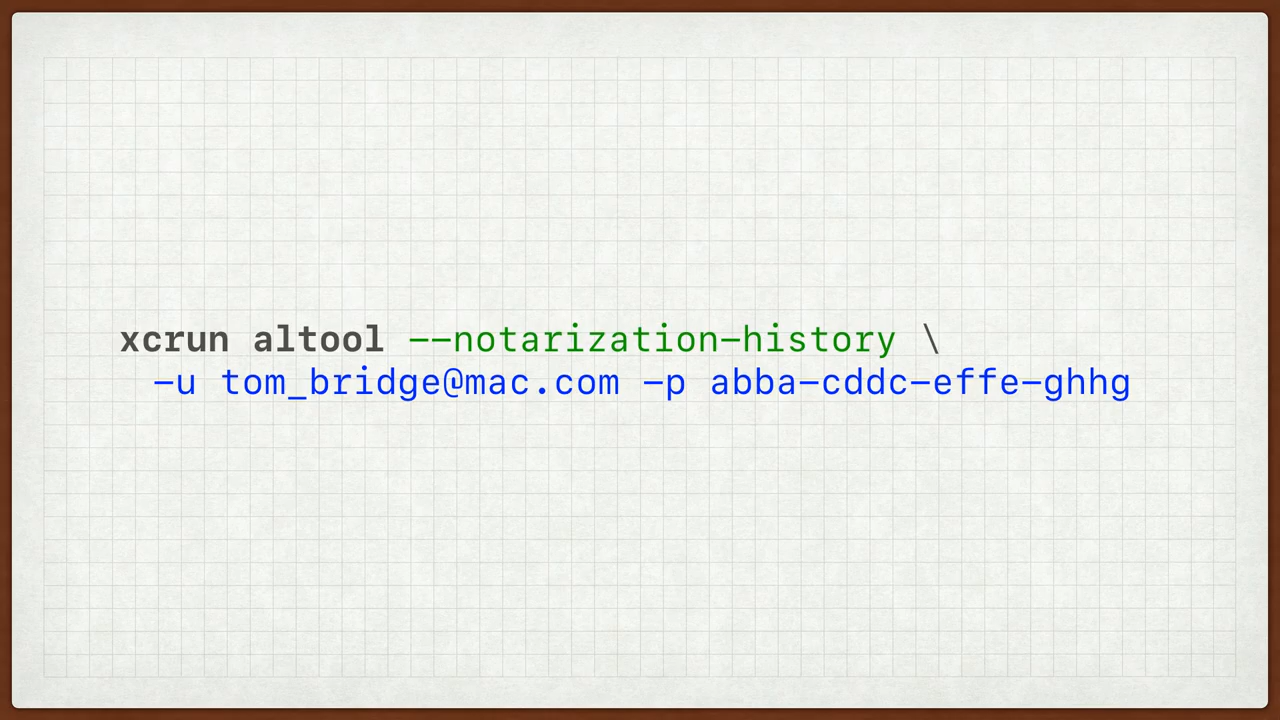 xcrun altool --notarization-history \
-u tom_bridge@mac.com -p abba-cddc-effe-ghhg